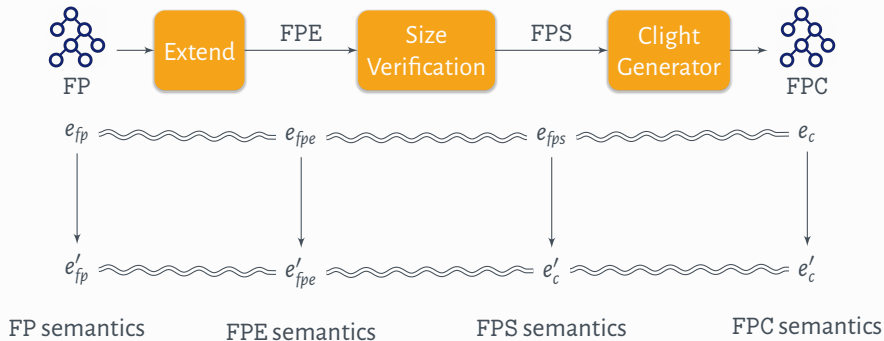 FPE
FPS
Extend
Size
Verification
Clight
Generator
FP
FPC
e_fp
e_fpe
e_fps
e_c
e′_fp
e′_fpe
e′_c
e′_c
FP semantics
FPE semantics
FPS semantics
FPC semantics